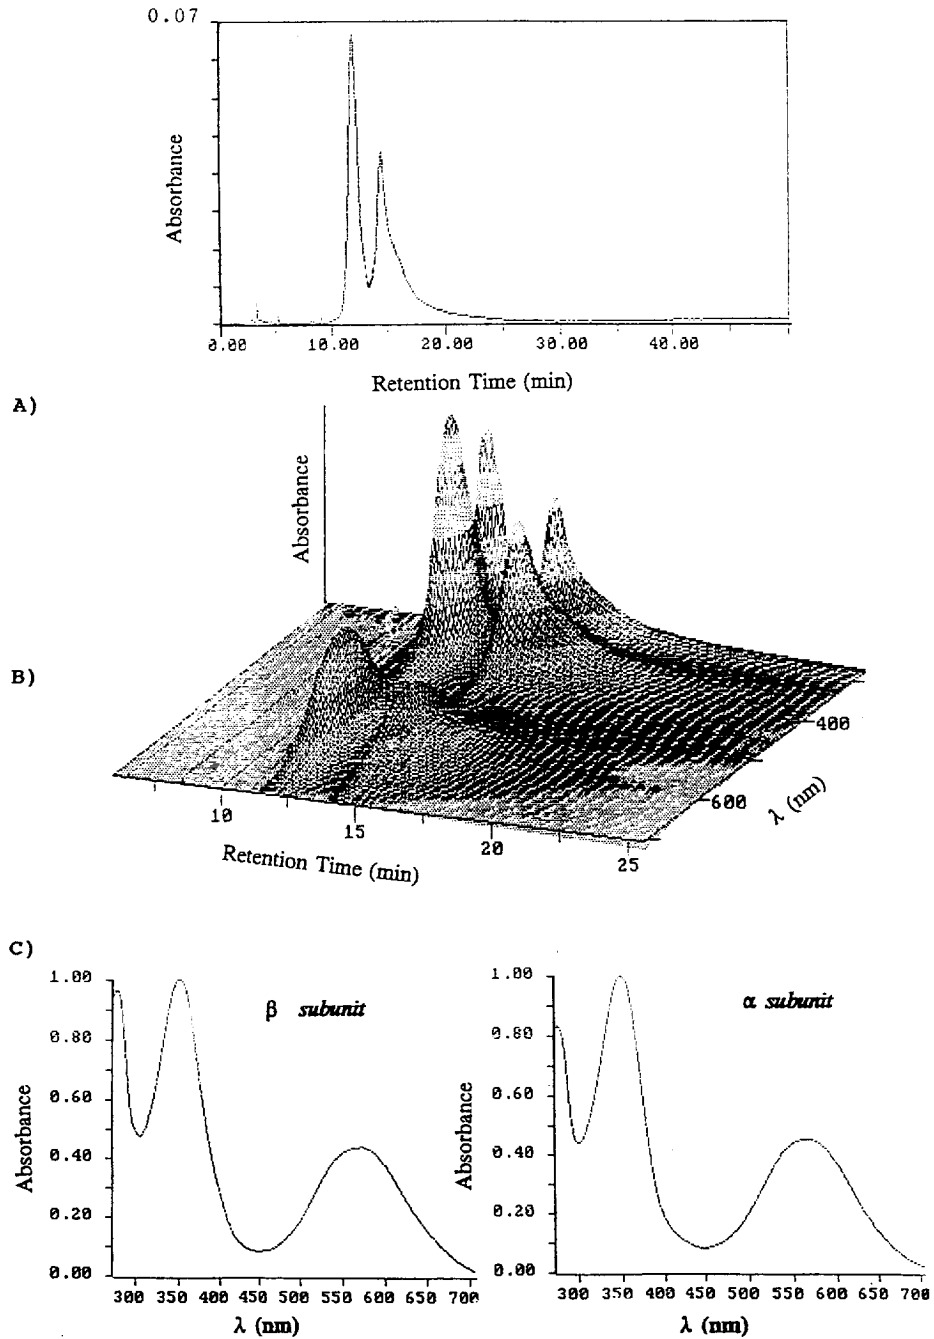 0.07
Absorbance
0.00 10.00 20.00 30.00 40.00
Retention Time (min)
A)
Absorbance
B)
400
600
λ (nm)
10
15
20
25
Retention Time (min)
C)
1.00
0.80
0.60
0.40
0.20
0.00
Absorbance
β subunit
300 350 400 450 500 550 600 650 700
λ (nm)
1.00
0.80
0.60
0.40
0.20
0.00
Absorbance
α subunit
300 350 400 450 500 550 600 650 700
λ (nm)